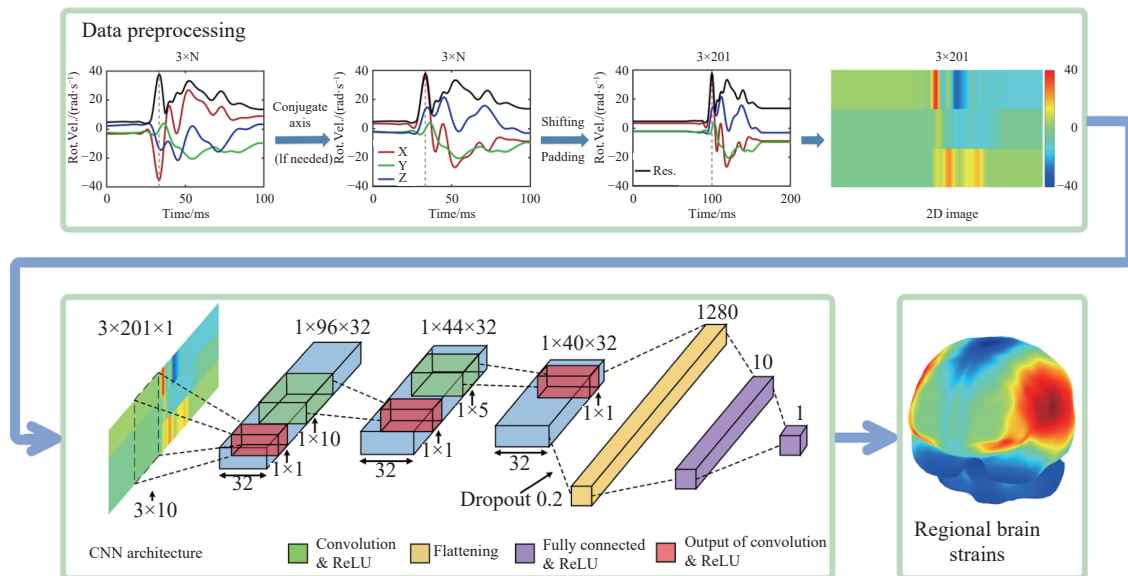 Data preprocessing
3×N
40
20
0
−20
−40
Rot. Vel./(rad·s⁻¹)
0
50
100
Time/ms
Conjugate
axis
(If needed)
3×N
40
20
0
−20
−40
Rot. Vel./(rad·s⁻¹)
X
Y
Z
0
50
100
Time/ms
Shifting
Padding
3×201
40
20
0
−20
−40
Rot. Vel./(rad·s⁻¹)
Res.
0
100
200
Time/ms
3×201
40
0
−40
2D image
3×201×1
3×10
1×96×32
1×10
1×1
32
1×44×32
1×5
1×1
32
1×40×32
1×1
32
Dropout 0.2
1280
10
1
CNN architecture
Convolution
& ReLU
Flattening
Fully connected
& ReLU
Output of convolution
& ReLU
Regional brain
strains